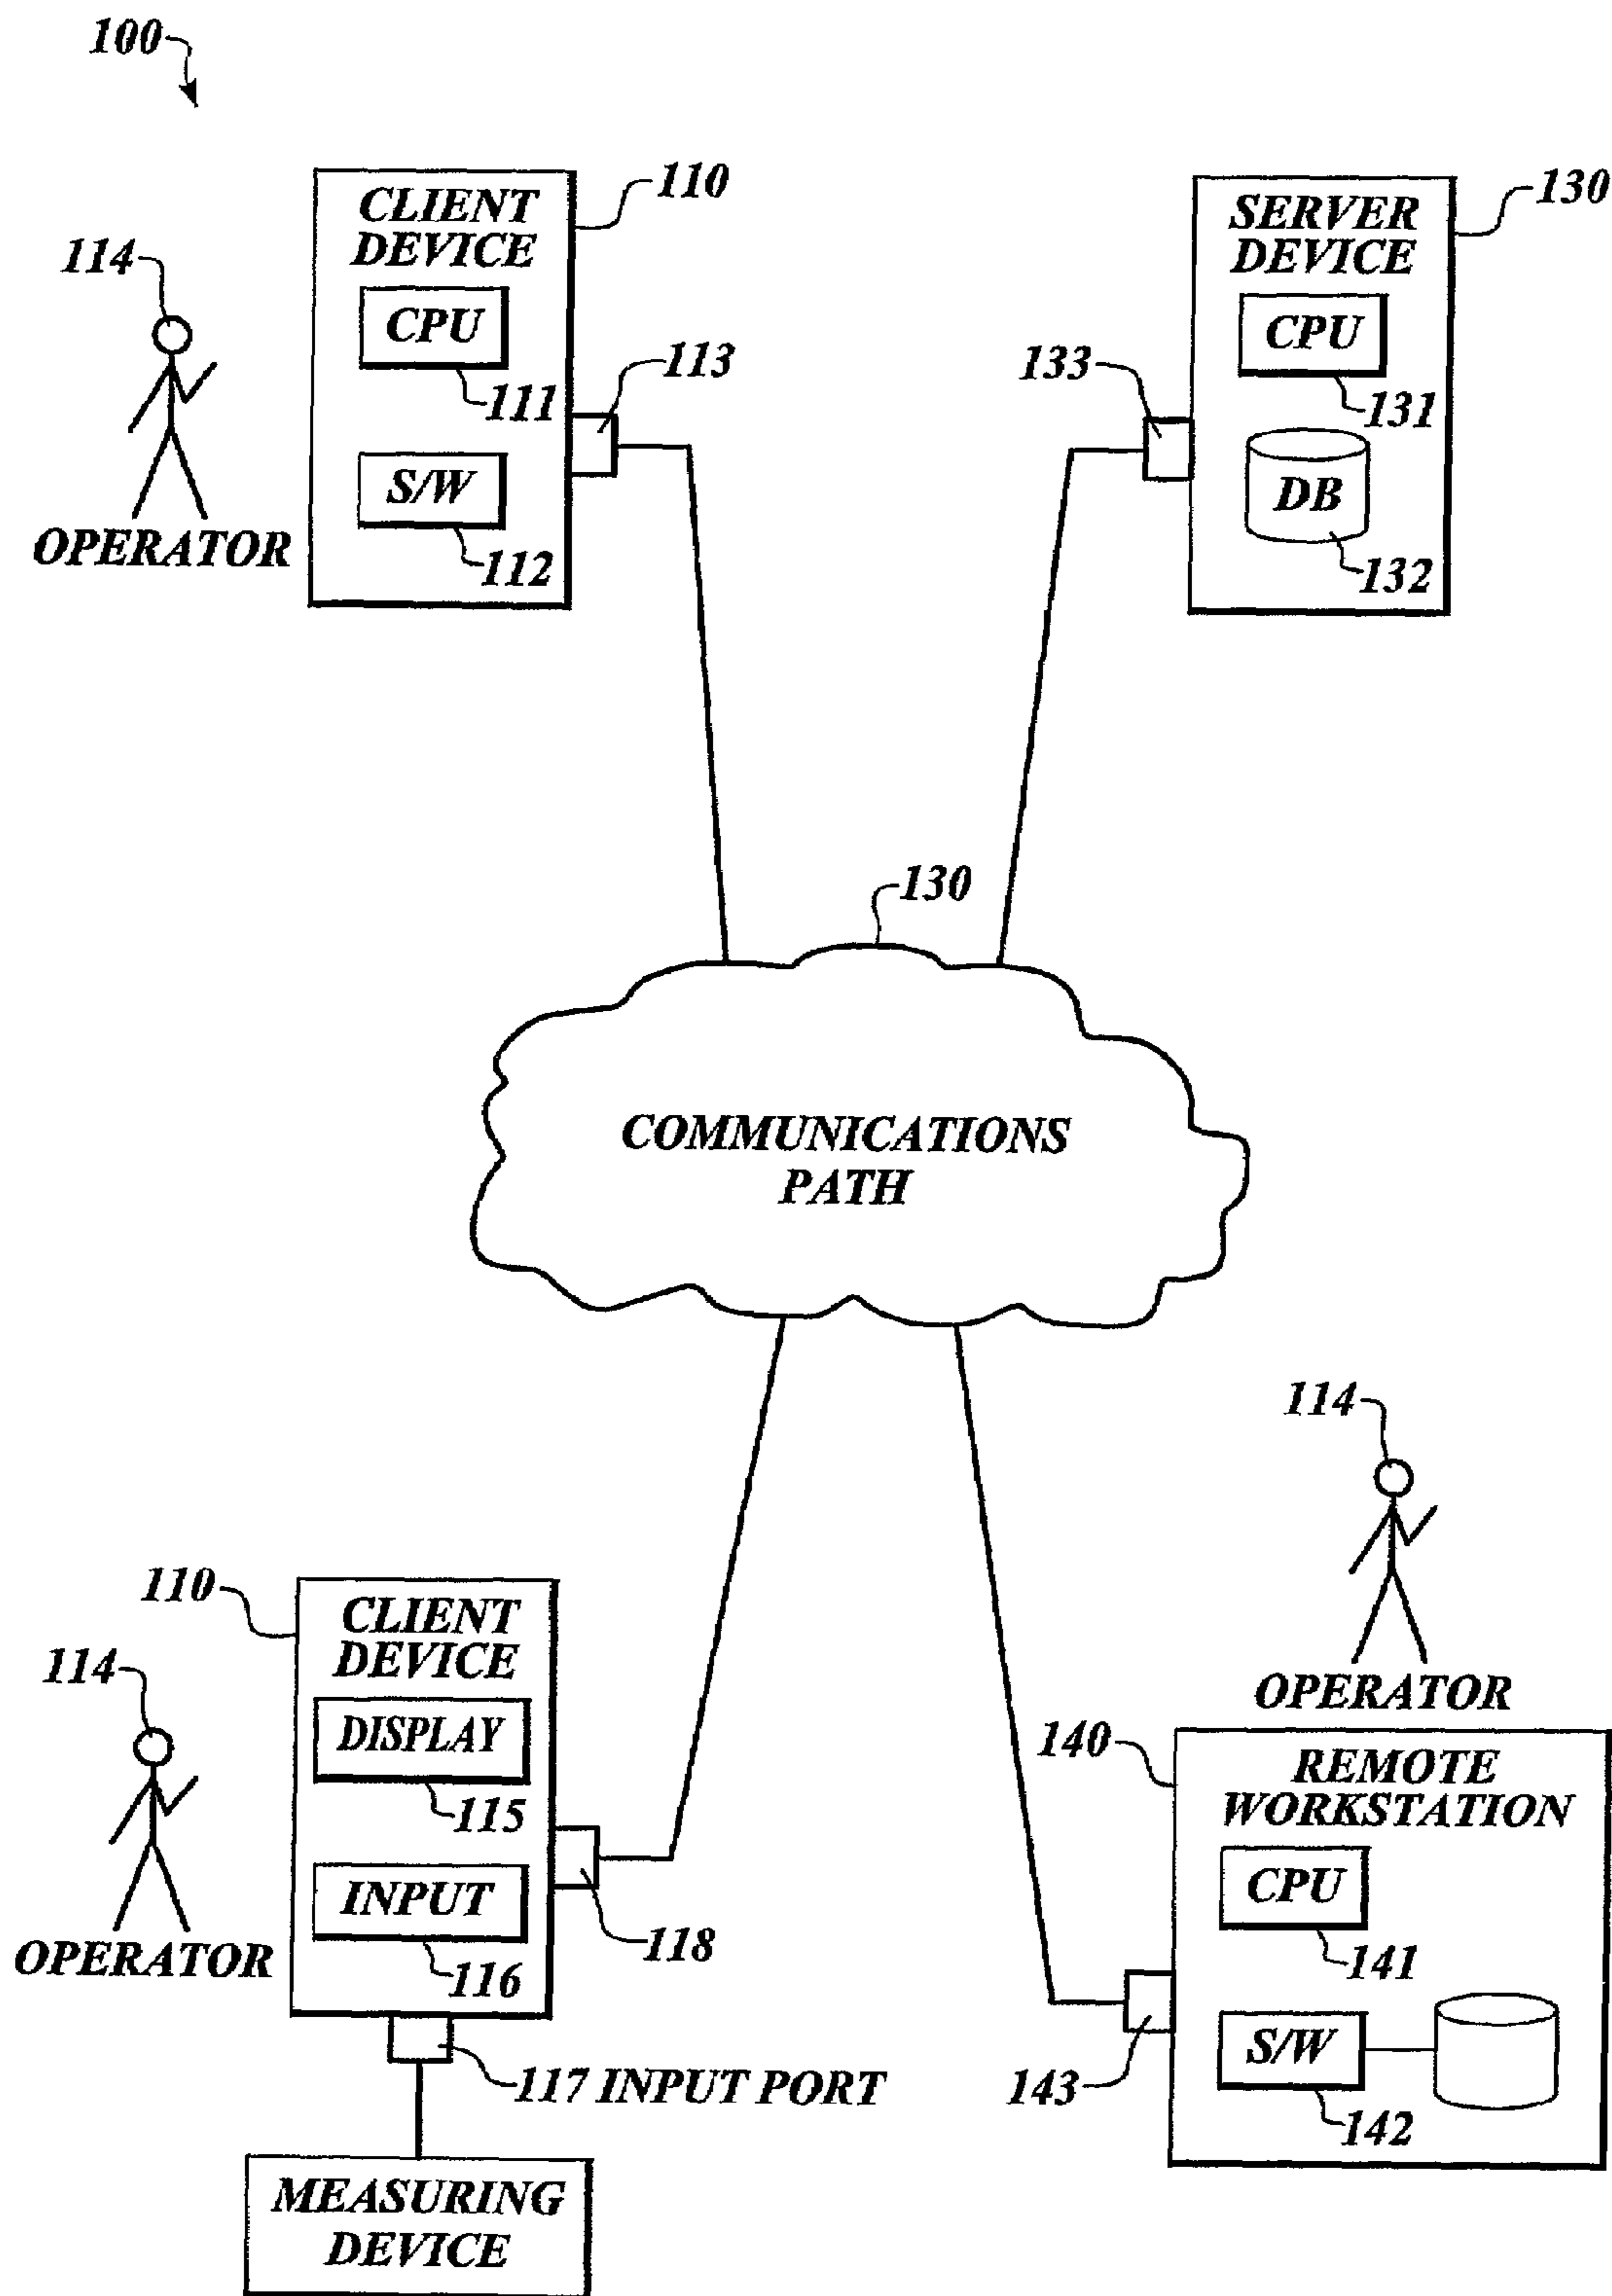 100
CLIENT
DEVICE
110
CPU
111
113
S/W
112
114
OPERATOR
SERVER
DEVICE
130
CPU
131
133
DB
132
130
COMMUNICATIONS
PATH
110
CLIENT
DEVICE
114
DISPLAY
115
INPUT
116
118
OPERATOR
117 INPUT PORT
MEASURING
DEVICE
114
OPERATOR
140
REMOTE
WORKSTATION
CPU
141
S/W
142
143